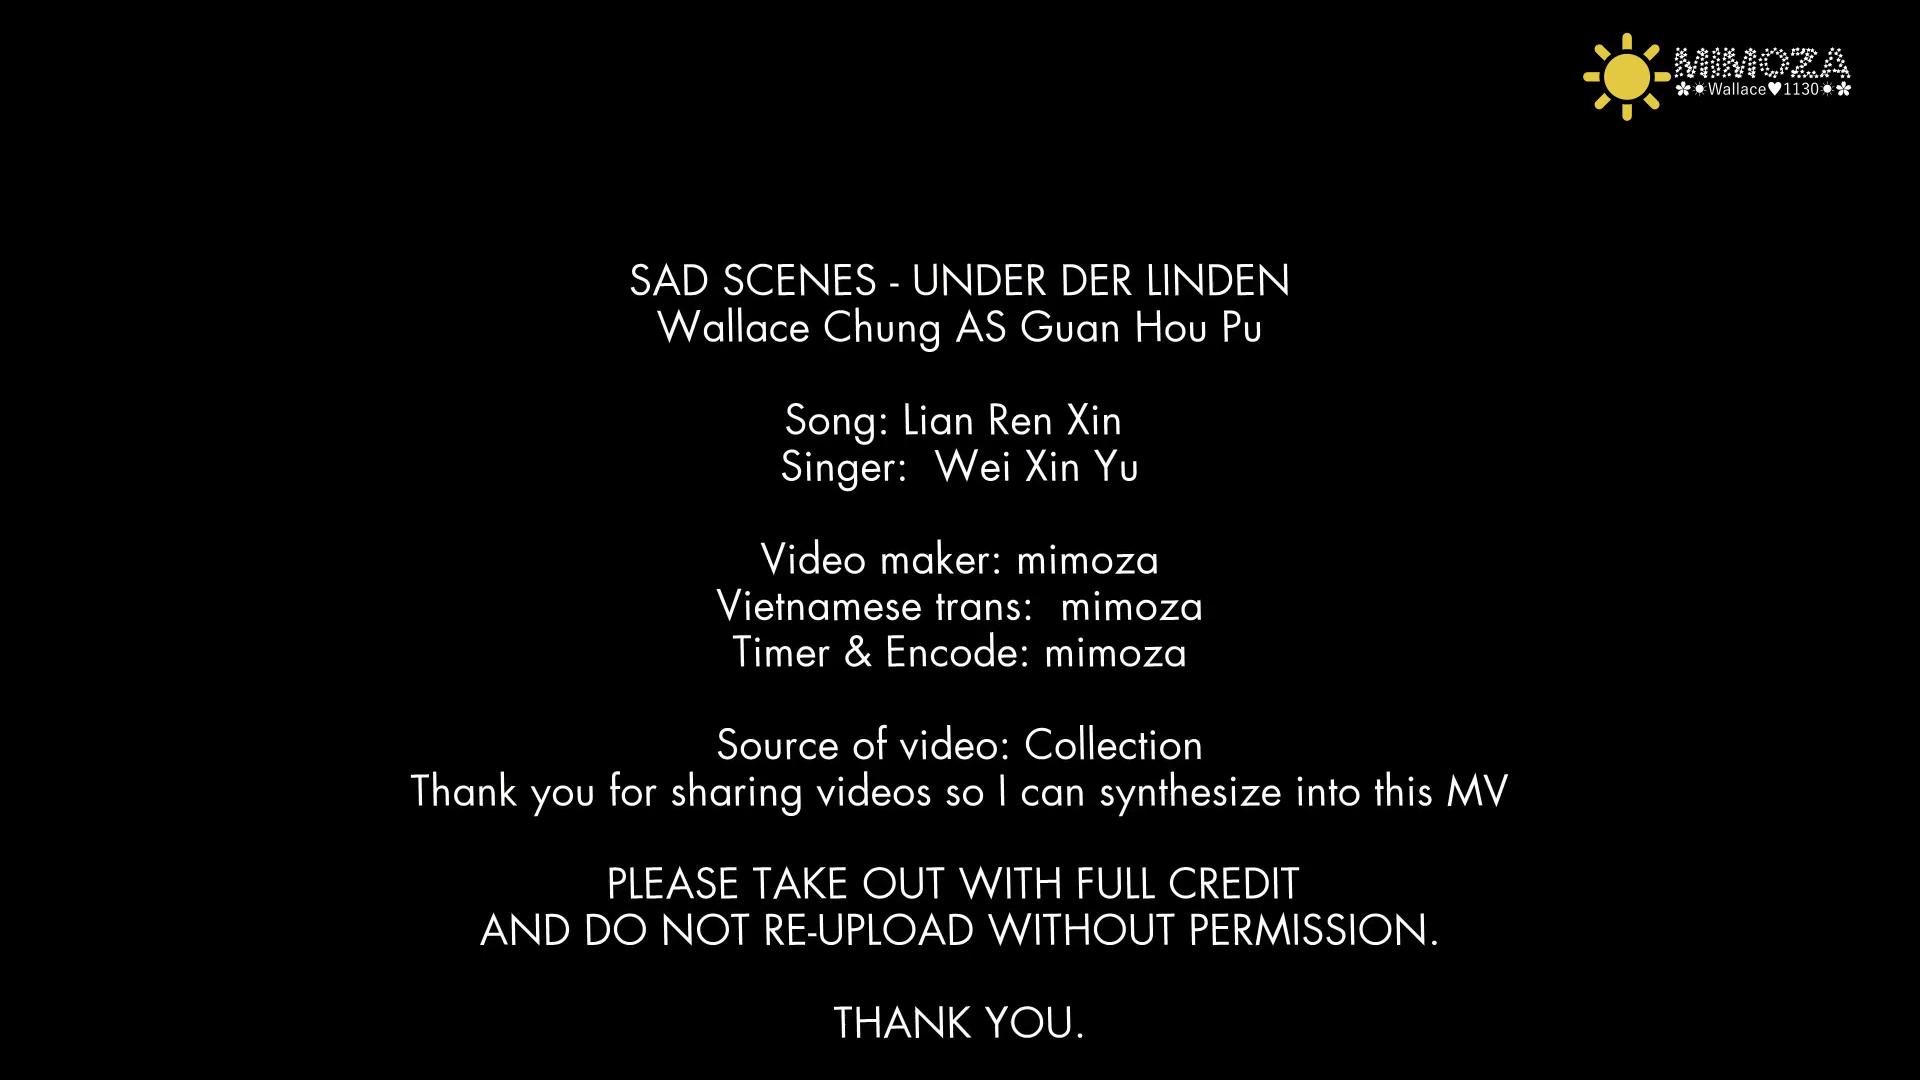 MIMOZA
Wallace♥1130
SAD SCENES - UNDER DER LINDEN
Wallace Chung AS Guan Hou Pu
Song: Lian Ren Xin
Singer: Wei Xin Yu
Video maker: mimoza
Vietnamese trans: mimoza
Timer & Encode: mimoza
Source of video: Collection
Thank you for sharing videos so I can synthesize into this MV
PLEASE TAKE OUT WITH FULL CREDIT
AND DO NOT RE-UPLOAD WITHOUT PERMISSION.
THANK YOU.